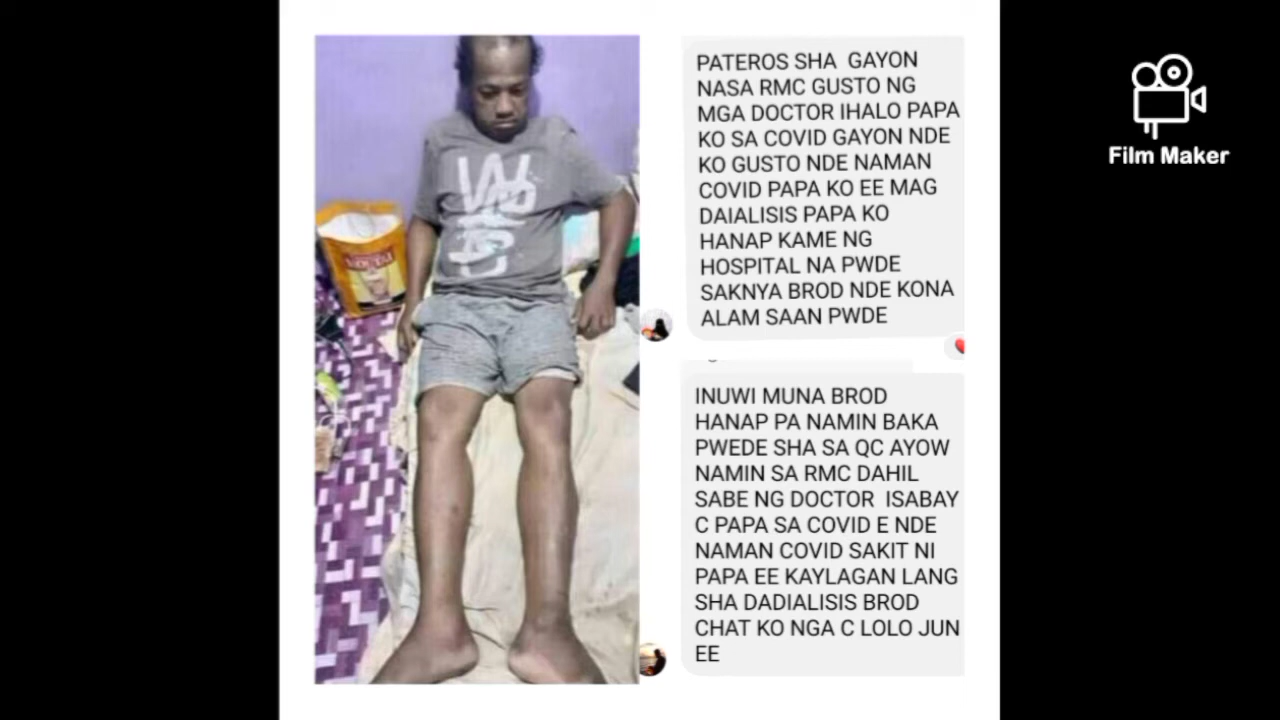 PATEROS SHA GAYON
NASA RMC GUSTO NG
MGA DOCTOR IHALO PAPA
KO SA COVID GAYON NDE
KO GUSTO NDE NAMAN
COVID PAPA KO EE MAG
DAIALISIS PAPA KO
HANAP KAME NG
HOSPITAL NA PWDE
SAKNYA BROD NDE KONA
ALAM SAAN PWDE
INUWI MUNA BROD
HANAP PA NAMIN BAKA
PWEDE SHA SA QC AYOW
NAMIN SA RMC DAHIL
SABE NG DOCTOR ISABAY
C PAPA SA COVID E NDE
NAMAN COVID SAKIT NI
PAPA EE KAYLAGAN LANG
SHA DADIALISIS BROD
CHAT KO NGA C LOLO JUN
EE
Film Maker